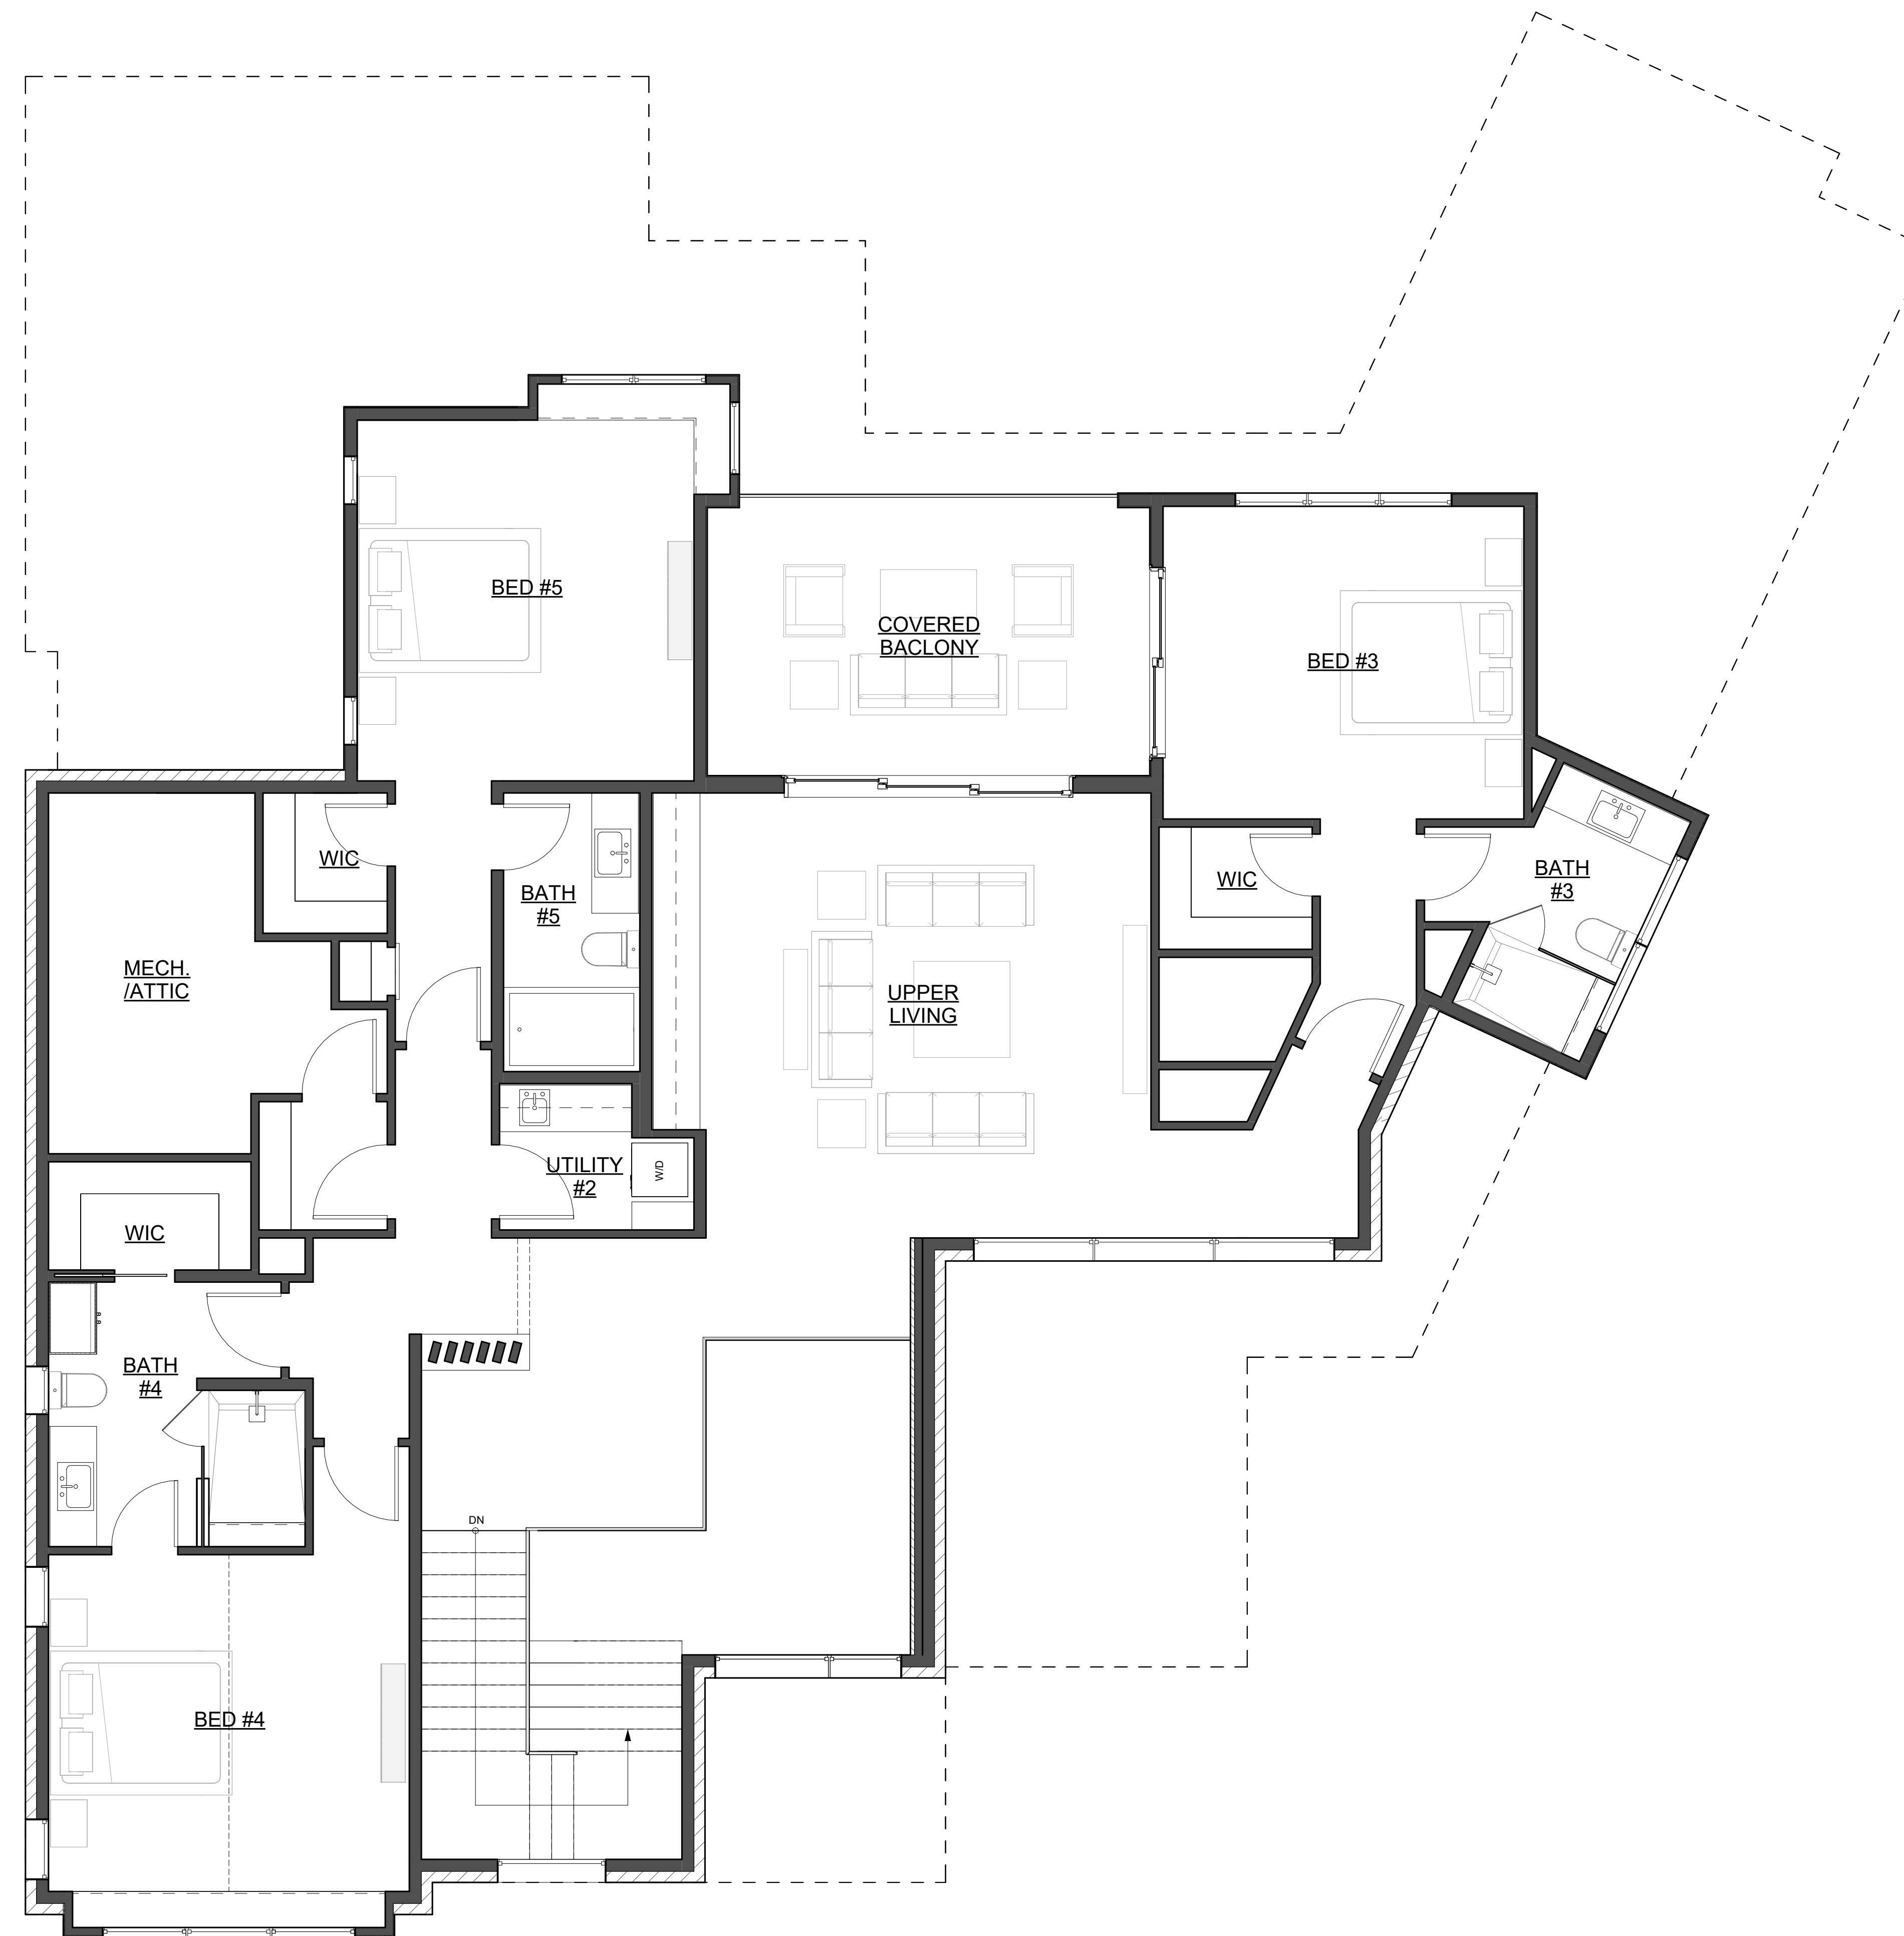 BED #5
COVERED
BACLONY
BED #3
WIC
BATH
#5
WIC
BATH
#3
MECH.
/ATTIC
UPPER
LIVING
UTILITY
#2
W/D
WIC
BATH
#4
DN
BED #4